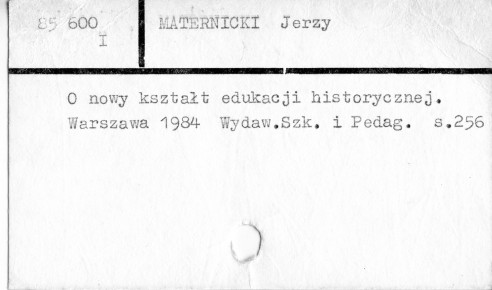 85 600 MATERNICKI Jerzy
I
O nowy kształt edukacji historycznej.
Warszawa 1984 Wydaw.Szk. i Pedag. s.256